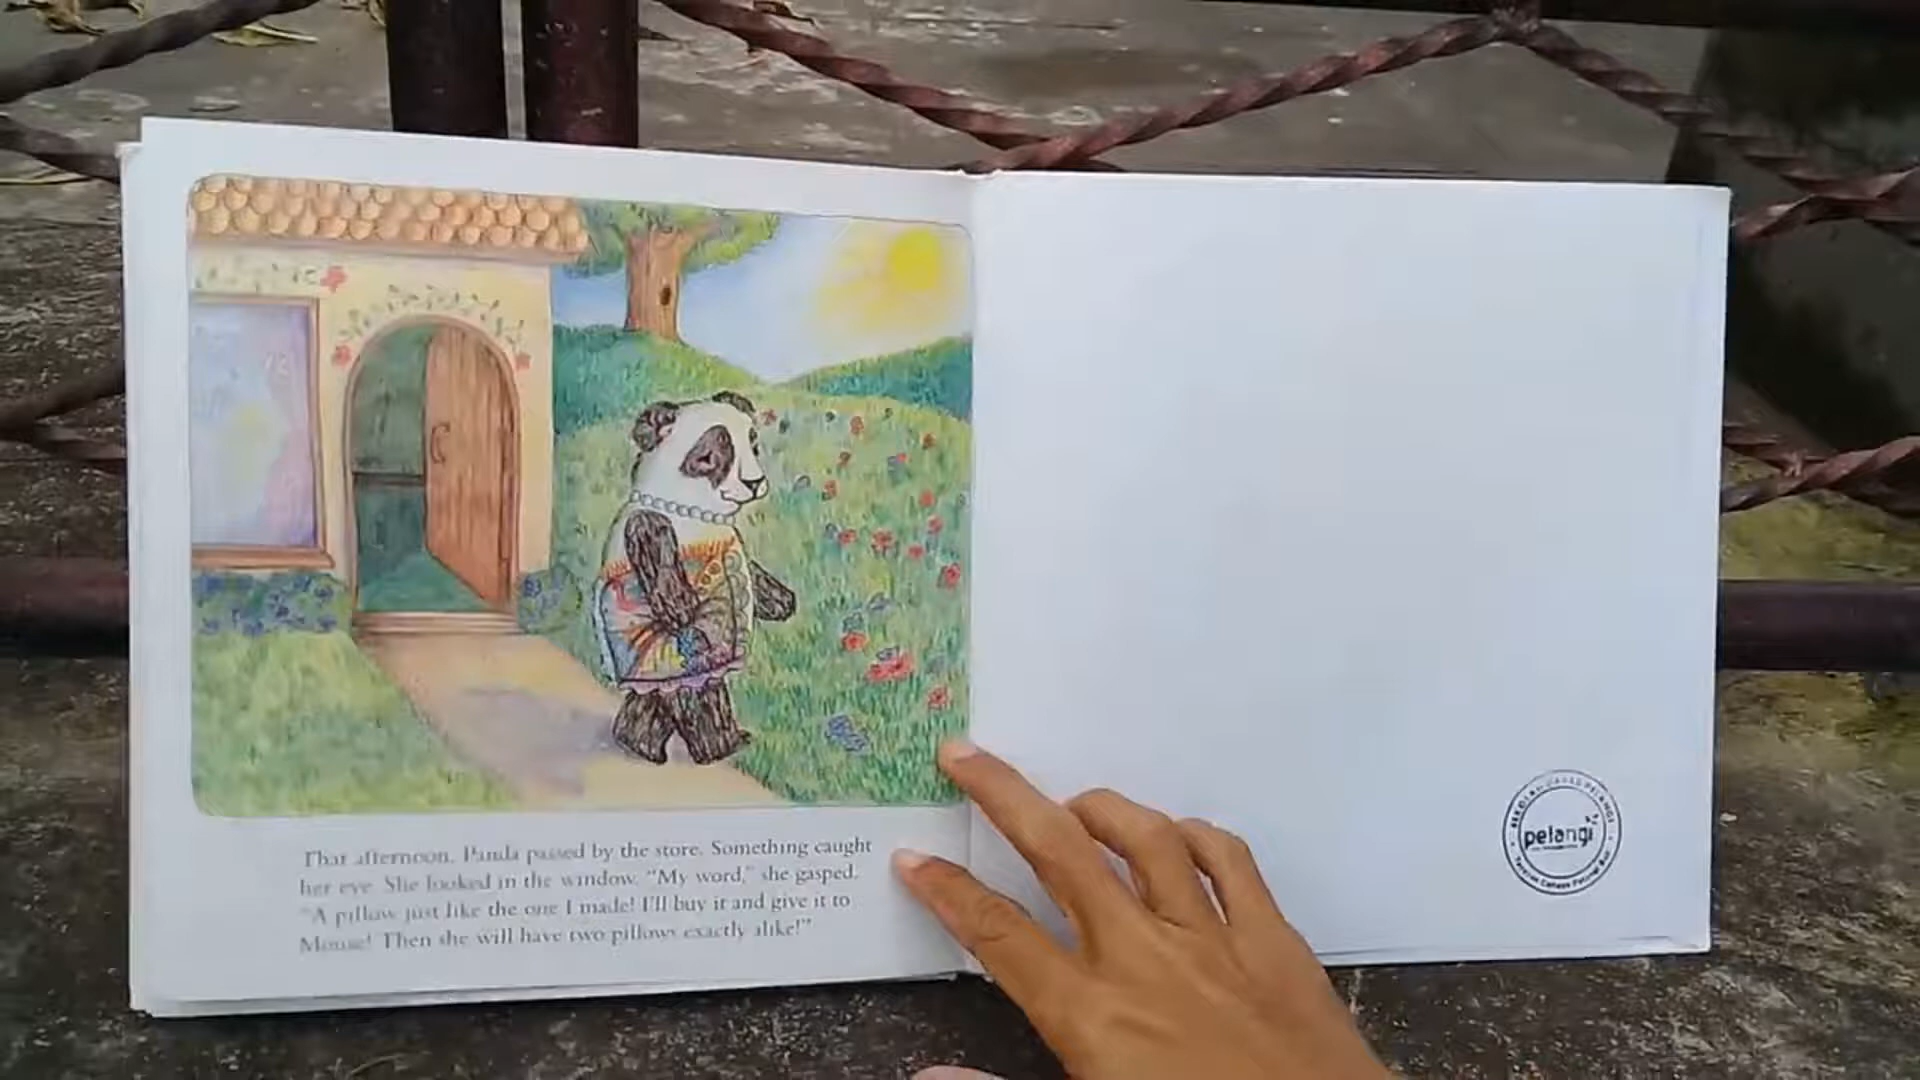 That afternoon, Panda passed by the store. Something caught
her eye. She looked in the window. “My word,” she gasped.
“A pillow just like the one I made! I'll buy it and give it to
Mouse! Then she will have two pillows exactly alike!”
pelangi